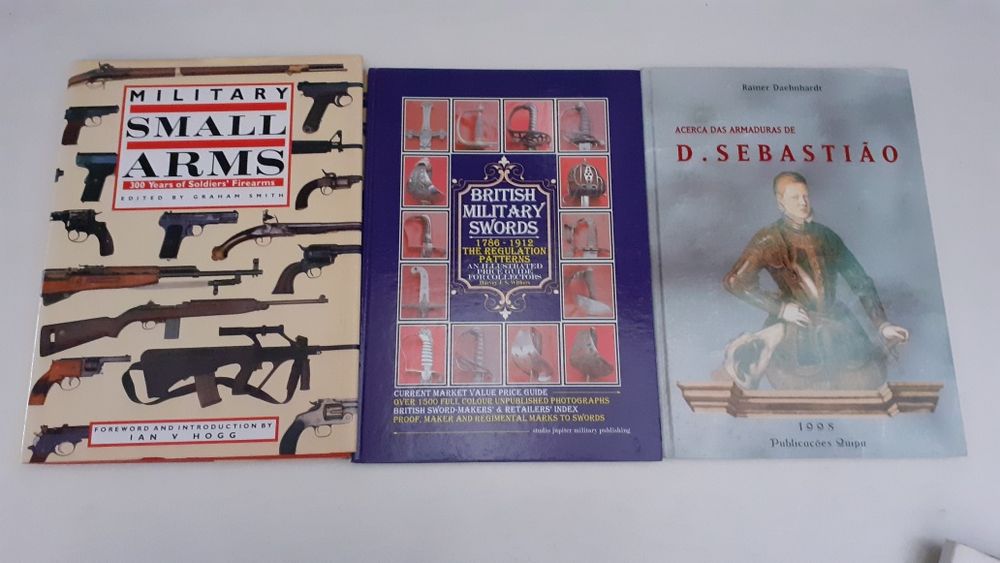 MILITARY
SMALL
ARMS
300 Years of Soldiers' Firearms
EDITED BY GRAHAM SMITH
FOREWORD AND INTRODUCTION BY
IAN V HOGG
BRITISH
MILITARY
SWORDS
1786 - 1912
THE REGULATION
PATTERNS
AN ILLUSTRATED
PRICE GUIDE
FOR COLLECTORS
Harvey J. S. Withers
CURRENT MARKET VALUE PRICE GUIDE
OVER 1500 FULL COLOUR UNPUBLISHED PHOTOGRAPHS
BRITISH SWORD-MAKERS' & RETAILERS' INDEX
PROOF, MAKER AND REGIMENTAL MARKS TO SWORDS
studio jupiter military publishing
Rainer Daehnhardt
ACERCA DAS ARMADURAS DE
D. SEBASTIÃO
1998
Publicações Quipu